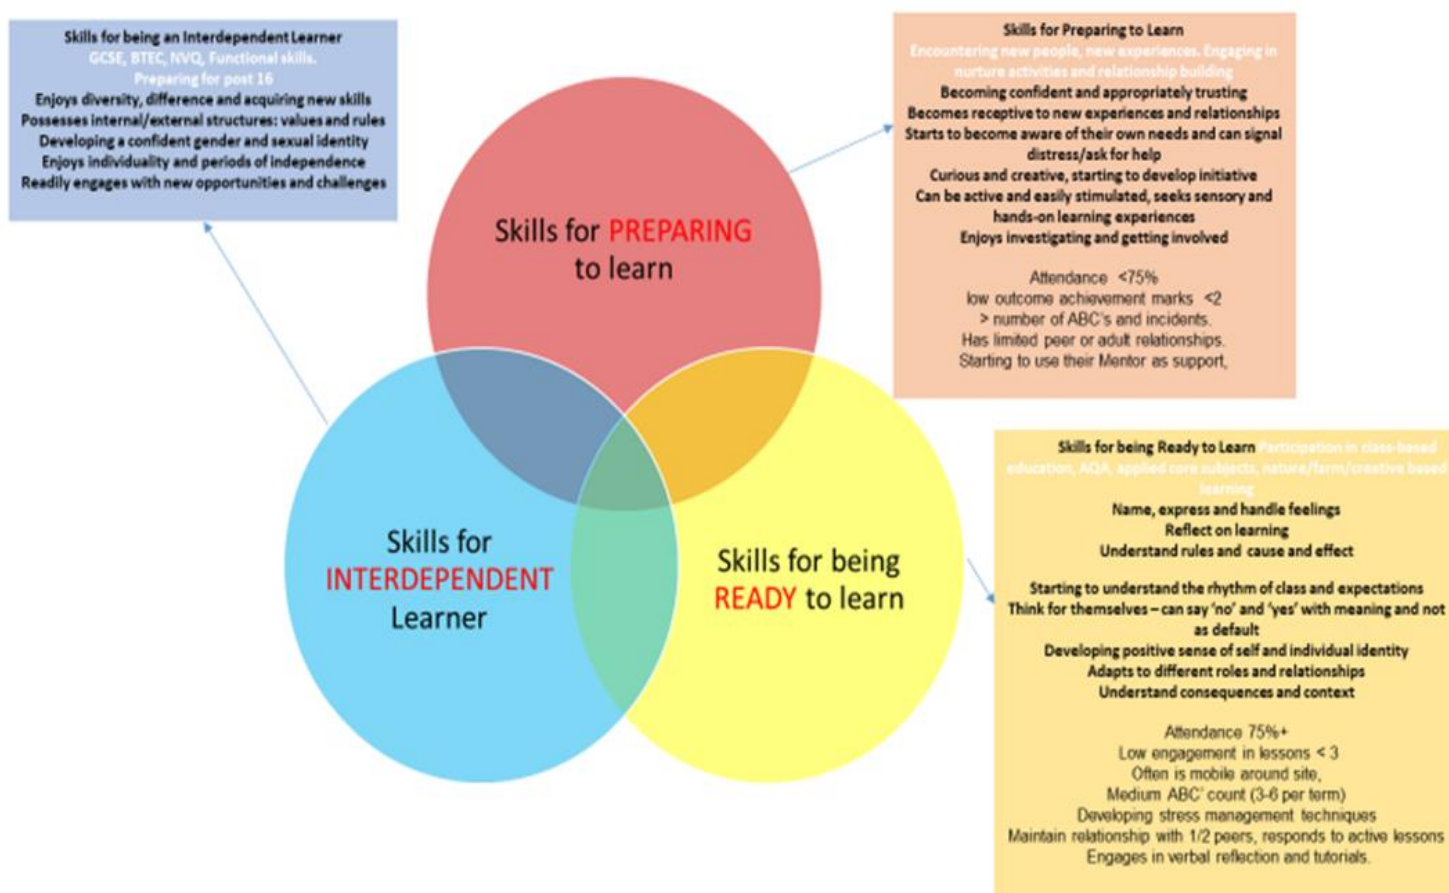 Skills for being an Interdependent Learner
GCSE, BTEC, NVQ, Functional skills.
Preparing for post 16
Enjoys diversity, difference and acquiring new skills
Possesses internal/external structures: values and rules
Developing a confident gender and sexual identity
Enjoys individuality and periods of independence
Readily engages with new opportunities and challenges
Skills for Preparing to Learn
Encountering new people, new experiences. Engaging in
nurture activities and relationship building
Becoming confident and appropriately trusting
Becomes receptive to new experiences and relationships
Starts to become aware of their own needs and can signal
distress/ask for help
Curious and creative, starting to develop initiative
Can be active and easily stimulated, seeks sensory and
hands-on learning experiences
Enjoys investigating and getting involved
Attendance <75%
low outcome achievement marks <2
> number of ABC's and incidents.
Has limited peer or adult relationships.
Starting to use their Mentor as support,
Skills for PREPARING
to learn
Skills for
INTERDEPENDENT
Learner
Skills for being
READY to learn
Skills for being Ready to Learn Participation in class-based
education, AQA, applied core subjects, nature/farm/creative based
learning
Name, express and handle feelings
Reflect on learning
Understand rules and cause and effect
Starting to understand the rhythm of class and expectations
Think for themselves – can say 'no' and 'yes' with meaning and not
as default
Developing positive sense of self and individual identity
Adapts to different roles and relationships
Understand consequences and context
Attendance 75%+
Low engagement in lessons < 3
Often is mobile around site,
Medium ABC' count (3-6 per term)
Developing stress management techniques
Maintain relationship with 1/2 peers, responds to active lessons
Engages in verbal reflection and tutorials.